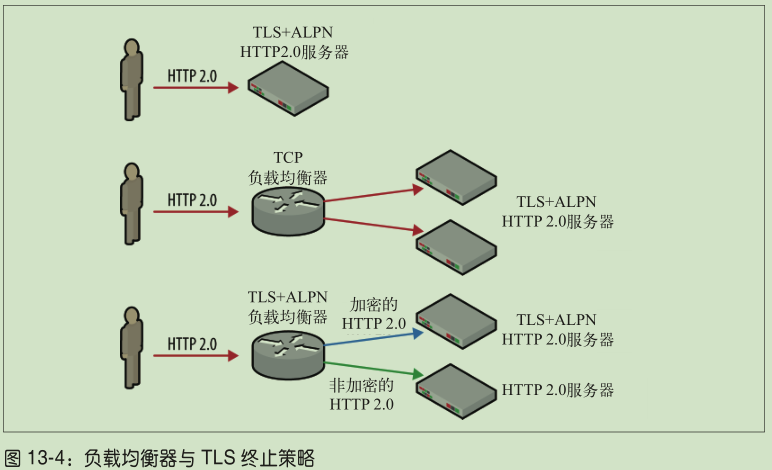 TLS+ALPN
HTTP2.0服务器
HTTP 2.0
TCP
负载均衡器
HTTP 2.0
TLS+ALPN
HTTP 2.0服务器
TLS+ALPN
负载均衡器
加密的
HTTP 2.0
TLS+ALPN
HTTP 2.0服务器
HTTP 2.0
非加密的
HTTP 2.0
HTTP 2.0服务器
图 13-4：负载均衡器与 TLS 终止策略